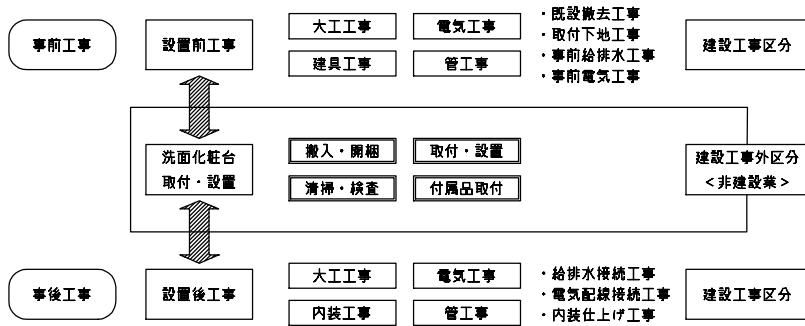 事前工事
設置前工事
大工工事
電気工事
建具工事
管工事
・既設撤去工事
・取付下地工事
・事前給排水工事
・事前電気工事
建設工事区分
洗面化粧台
取付・設置
搬入・開梱
取付・設置
清掃・検査
付属品取付
建設工事外区分
<非建設業>
事後工事
設置後工事
大工工事
電気工事
内装工事
管工事
・給排水接続工事
・電気配線接続工事
・内装仕上げ工事
建設工事区分